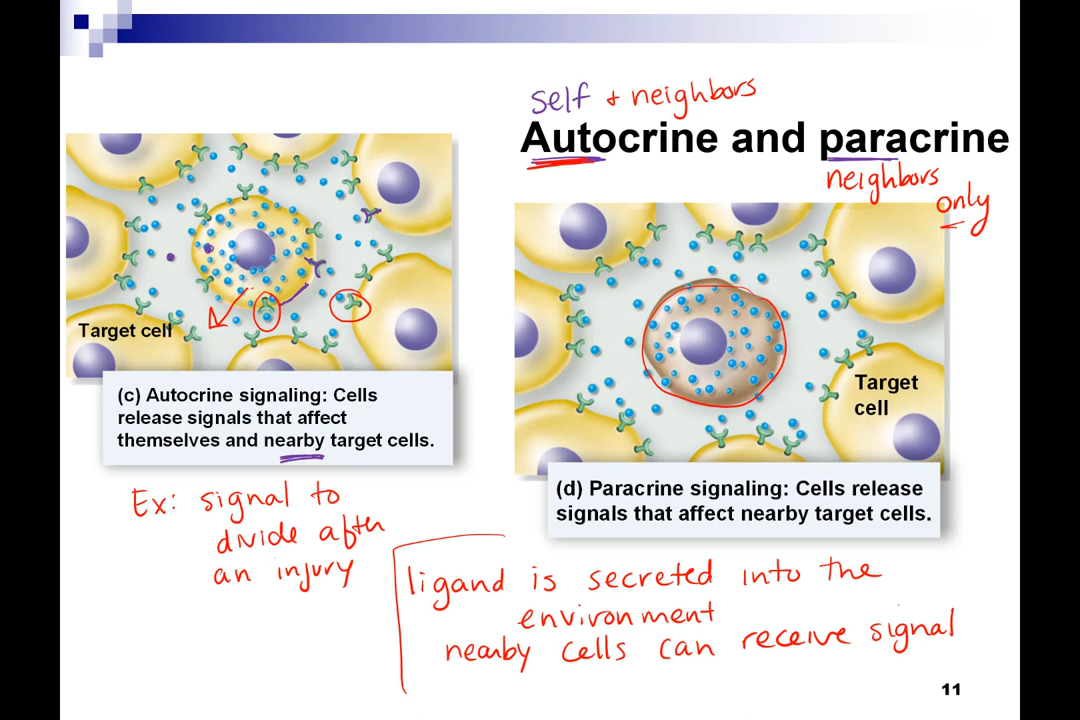 self & neighbors
Autocrine and paracrine
neighbors
only
Target cell
(c) Autocrine signaling: Cells
release signals that affect
themselves and nearby target cells.
Target
cell
(d) Paracrine signaling: Cells release
signals that affect nearby target cells.
Ex: signal to
divide after
an injury
ligand is secreted into the
environment
nearby cells can receive signal
11